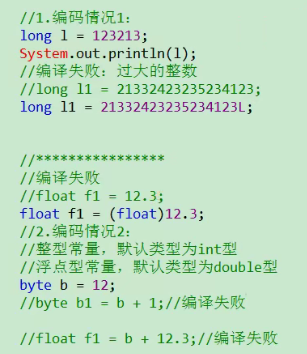 //1.编码情况1:
long l = 123213;
System.out.println(l);
//编译失败：过大的整数
//long l1 = 21332423235234123;
long l1 = 21332423235234123L;
//****************
//编译失败
//float f1 = 12.3;
float f1 = (float)12.3;
//2.编码情况2:
//整型常量，默认类型为int型
//浮点型常量，默认类型为double型
byte b = 12;
//byte b1 = b + 1;//编译失败
//float f1 = b + 12.3;//编译失败